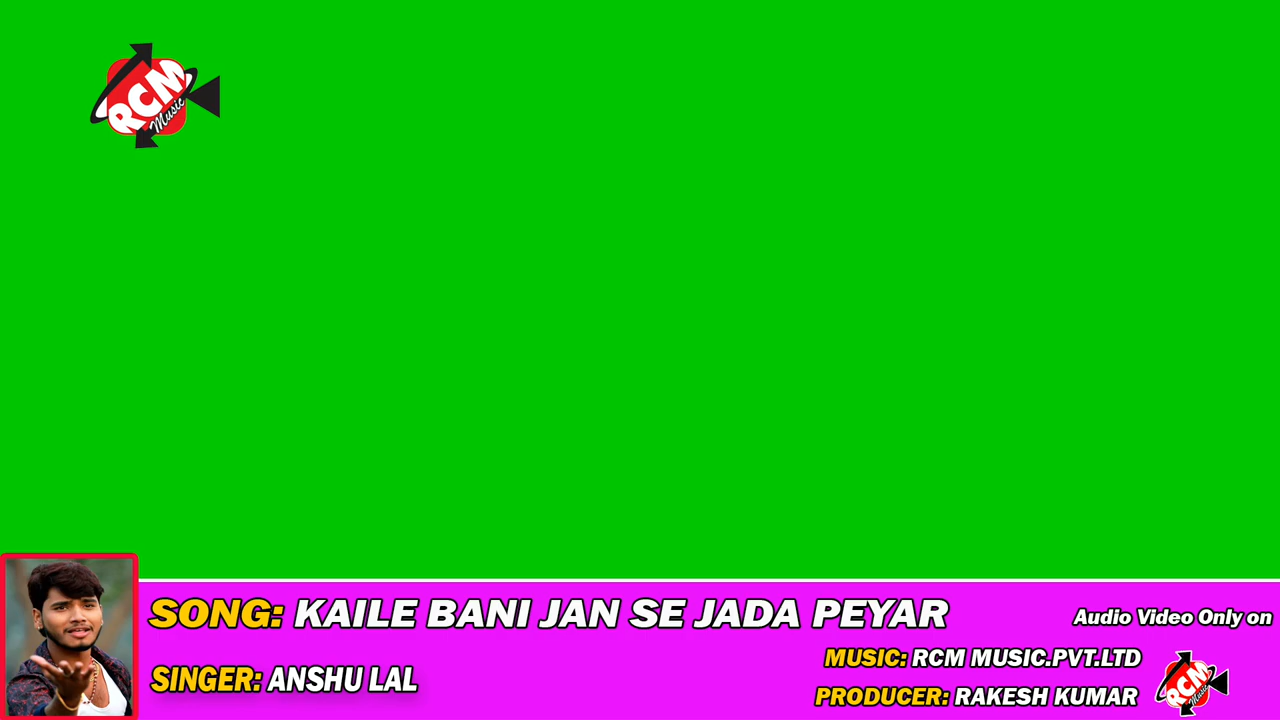 RCM
Music
SONG: KAILE BANI JAN SE JADA PEYAR
Audio Video Only on
SINGER: ANSHU LAL
MUSIC: RCM MUSIC.PVT.LTD
PRODUCER: RAKESH KUMAR
RCM
Music